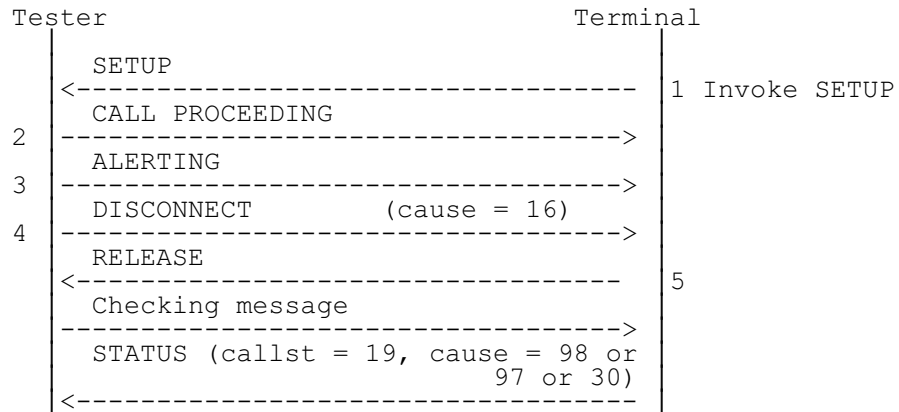 Tester Terminal
SETUP
<----------------------------------- 1 Invoke SETUP
CALL PROCEEDING
2 ----------------------------------->
ALERTING
3 ----------------------------------->
DISCONNECT (cause = 16)
4 ----------------------------------->
RELEASE
<---------------------------------- 5
Checking message
----------------------------------->
STATUS (callst = 19, cause = 98 or
97 or 30)
<-----------------------------------